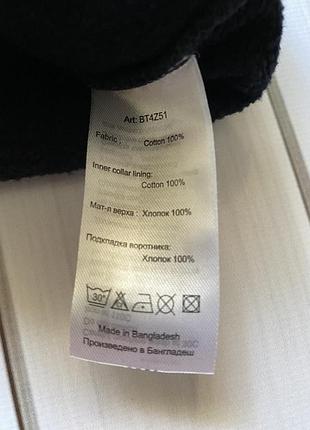 Art: BT4Z51
Fabric : Cotton 100%
Inner collar lining:
Cotton 100%
Мат-л верха : Хлопок 100%
Подкладка воротника:
Хлопок 100%
30°
Made in Bangladesh
Произведено в Бангладеш